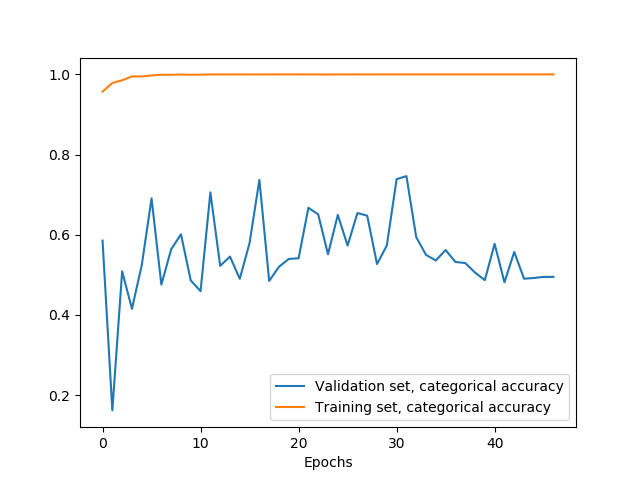 1.0
0.8
0.6
0.4
0.2
Validation set, categorical accuracy
Training set, categorical accuracy
0 10 20 30 40
Epochs